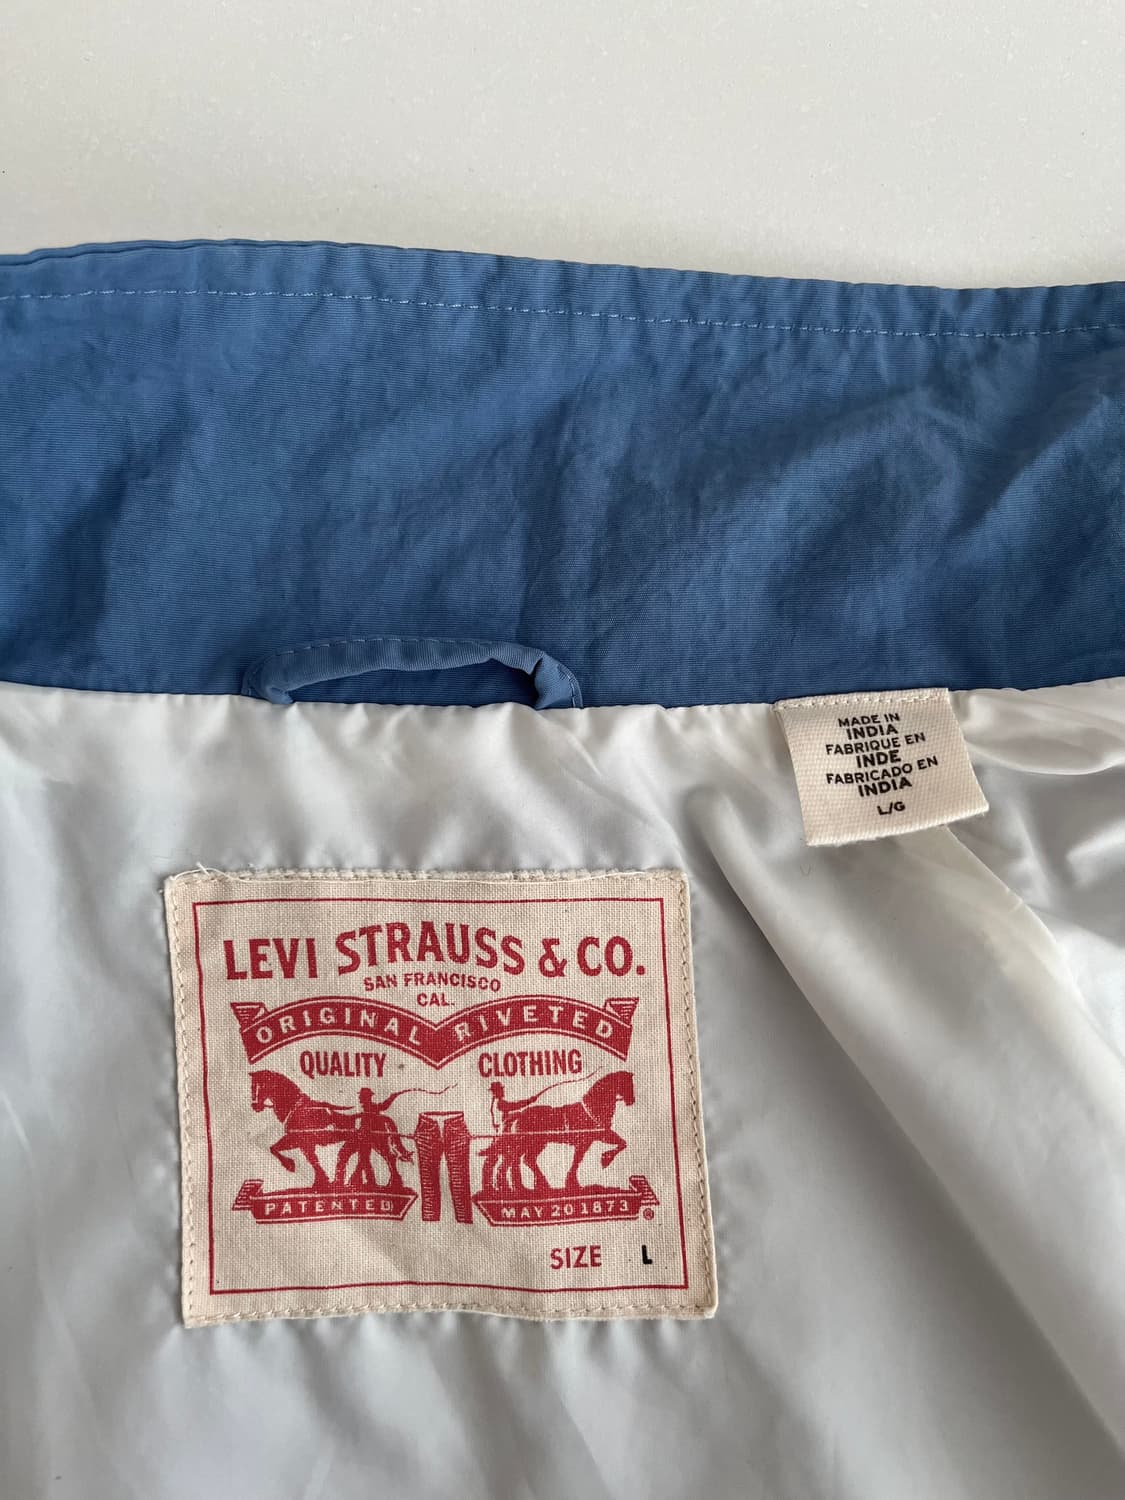 MADE IN
INDIA
FABRIQUE EN
INDE
FABRICADO EN
INDIA
L/G
LEVI STRAUSS & CO.
SAN FRANCISCO
CAL.
ORIGINAL RIVETED
QUALITY CLOTHING
PATENTED MAY 20 1873 ®
SIZE L